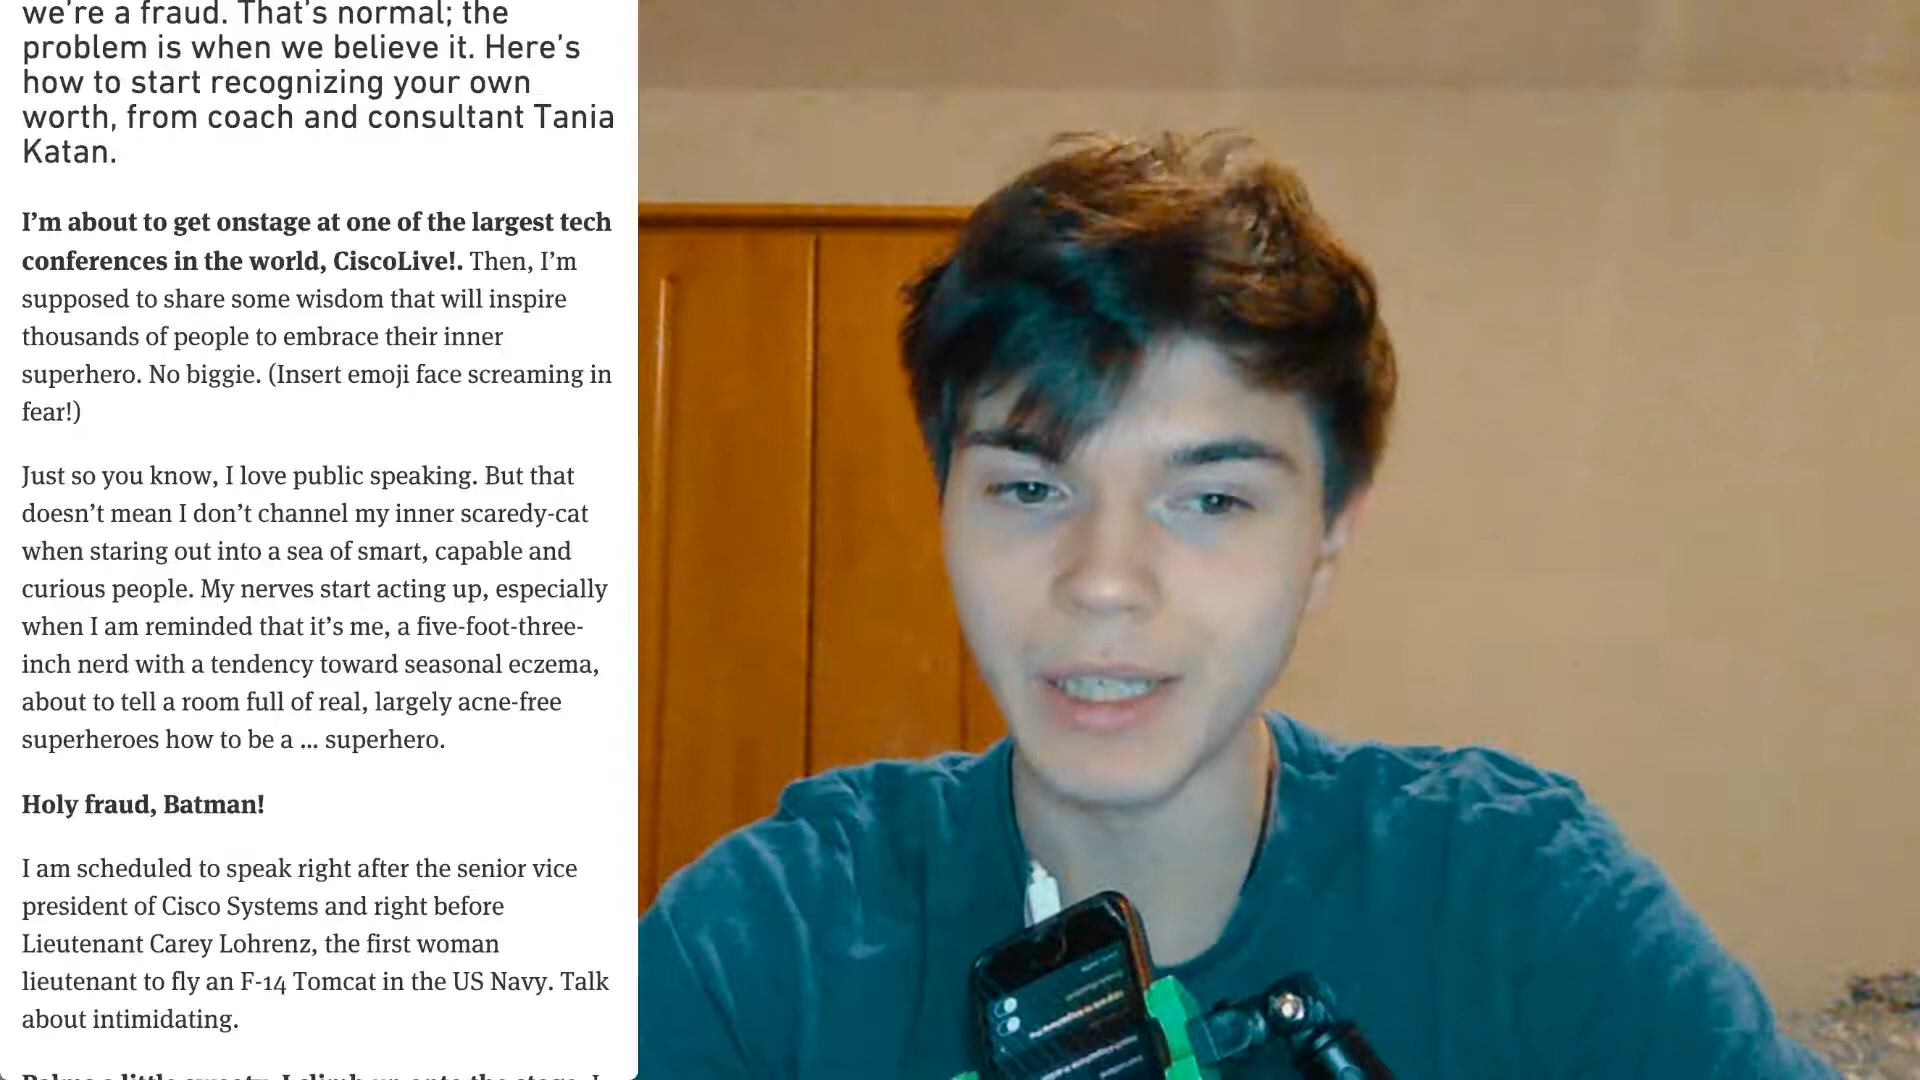 we're a fraud. That's normal; the
problem is when we believe it. Here's
how to start recognizing your own
worth, from coach and consultant Tania
Katan.
I'm about to get onstage at one of the largest tech
conferences in the world, CiscoLive!. Then, I'm
supposed to share some wisdom that will inspire
thousands of people to embrace their inner
superhero. No biggie. (Insert emoji face screaming in
fear!)
Just so you know, I love public speaking. But that
doesn't mean I don't channel my inner scaredy-cat
when staring out into a sea of smart, capable and
curious people. My nerves start acting up, especially
when I am reminded that it's me, a five-foot-three-
inch nerd with a tendency toward seasonal eczema,
about to tell a room full of real, largely acne-free
superheroes how to be a ... superhero.
Holy fraud, Batman!
I am scheduled to speak right after the senior vice
president of Cisco Systems and right before
Lieutenant Carey Lohrenz, the first woman
lieutenant to fly an F-14 Tomcat in the US Navy. Talk
about intimidating.